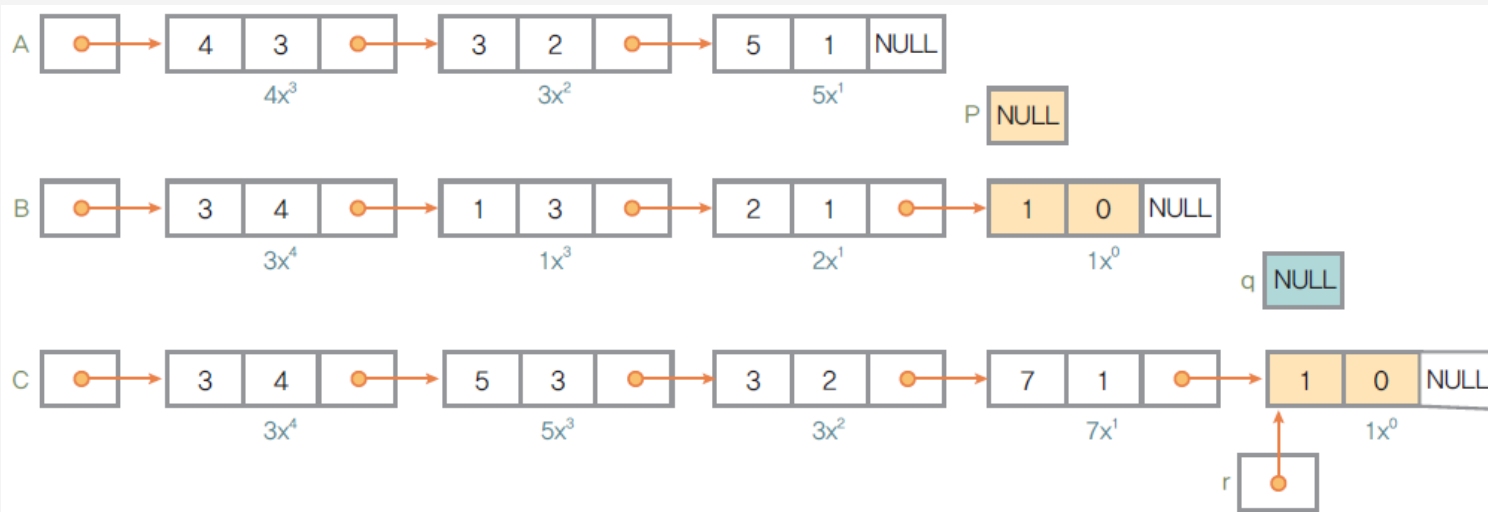 A 4 3 3 2 5 1 NULL
4x³ 3x² 5x¹
P NULL
B 3 4 1 3 2 1 1 0 NULL
3x⁴ 1x³ 2x¹ 1x⁰
q NULL
C 3 4 5 3 3 2 7 1 1 0 NULL
3x⁴ 5x³ 3x² 7x¹ 1x⁰
r